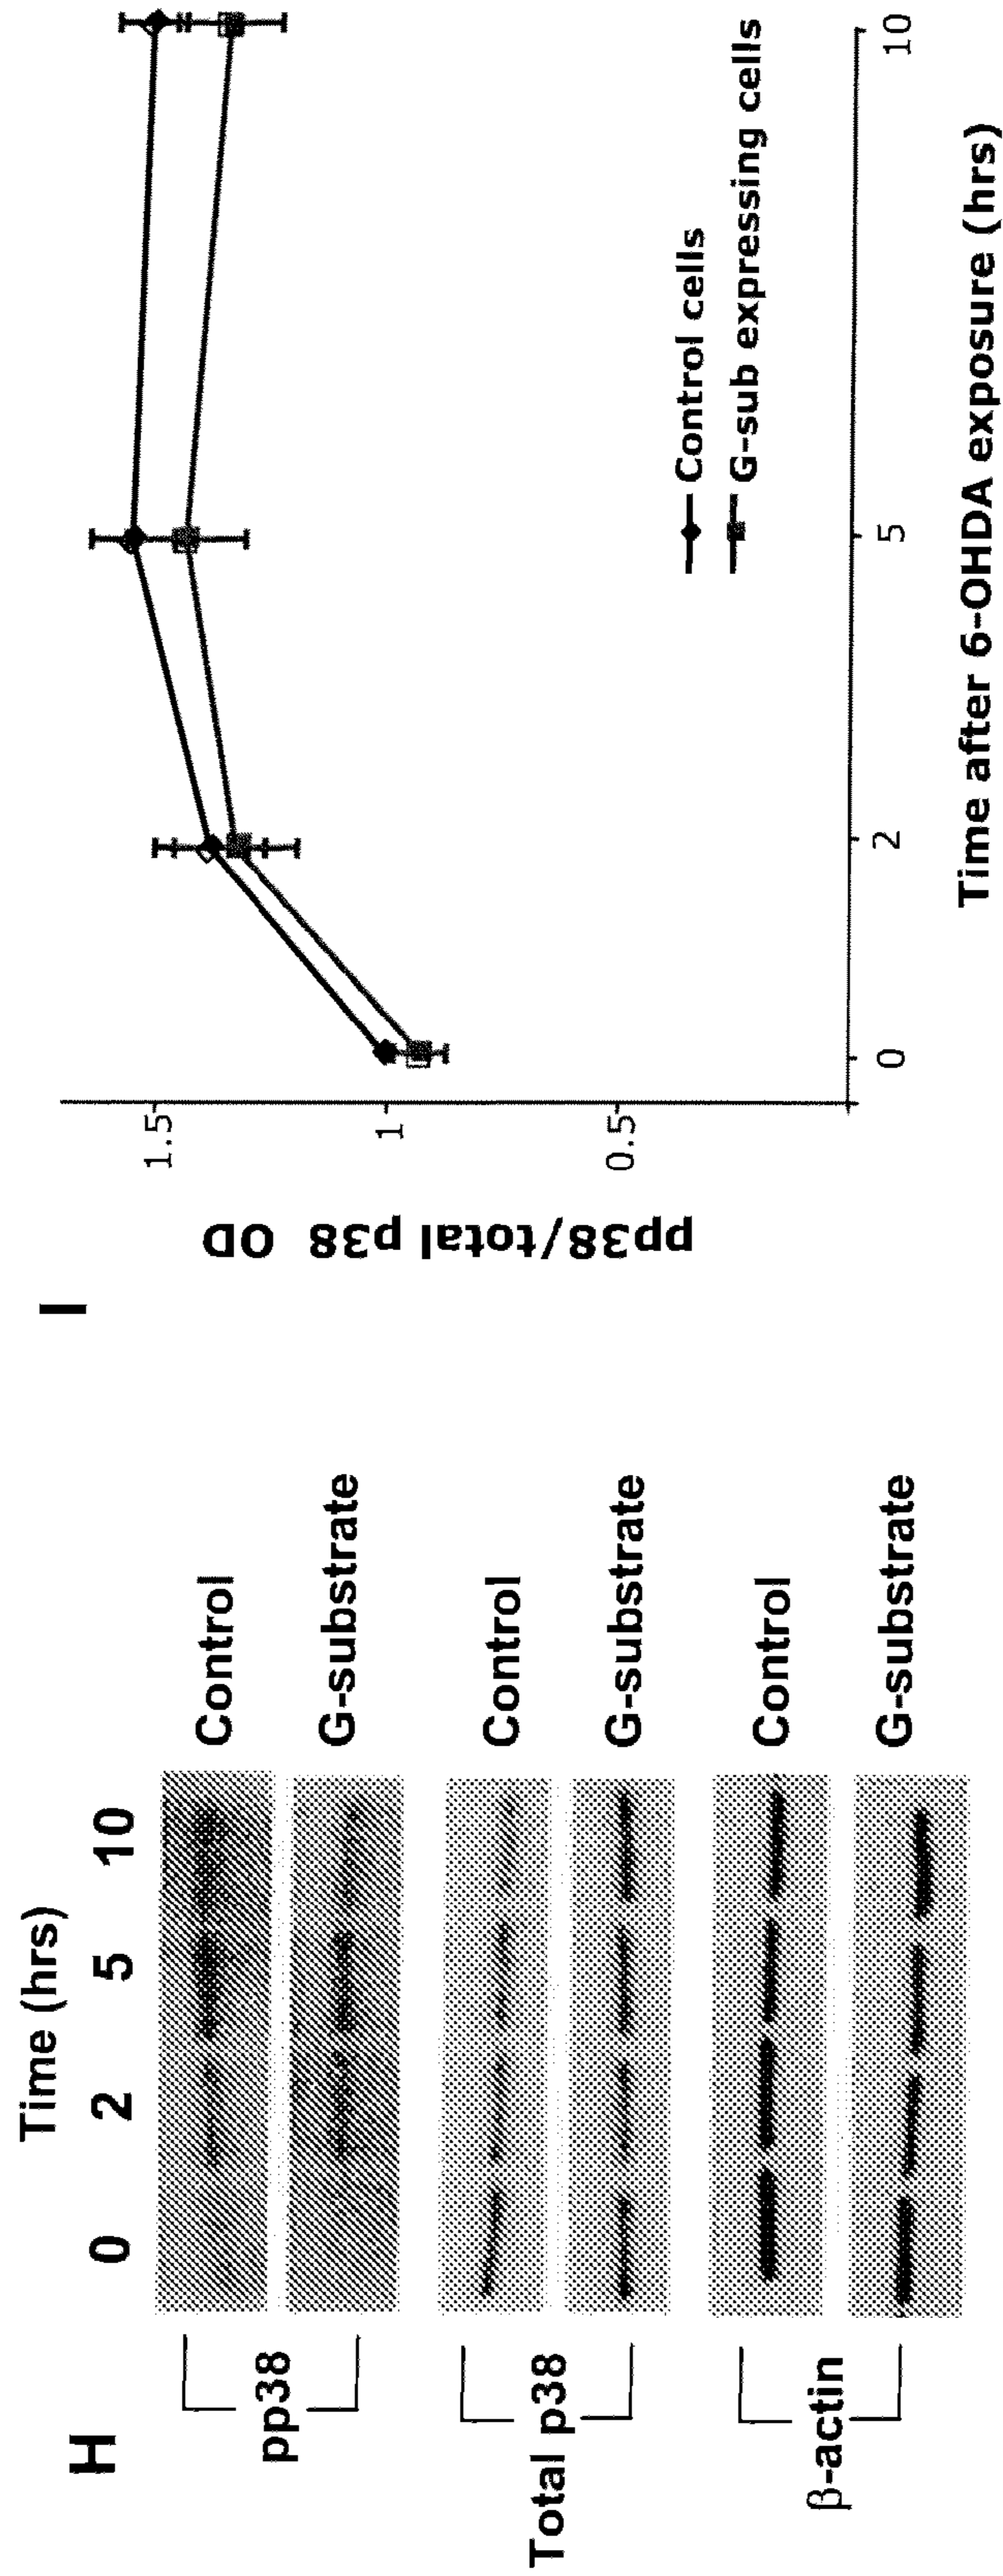 H
Time (hrs)
0 2 5 10
pp38
Control
G-substrate
Total p38
Control
G-substrate
β-actin
Control
G-substrate
I
pp38/total p38 OD
1.5
1
0.5
Control cells
G-sub expressing cells
0 2 5 10
Time after 6-OHDA exposure (hrs)